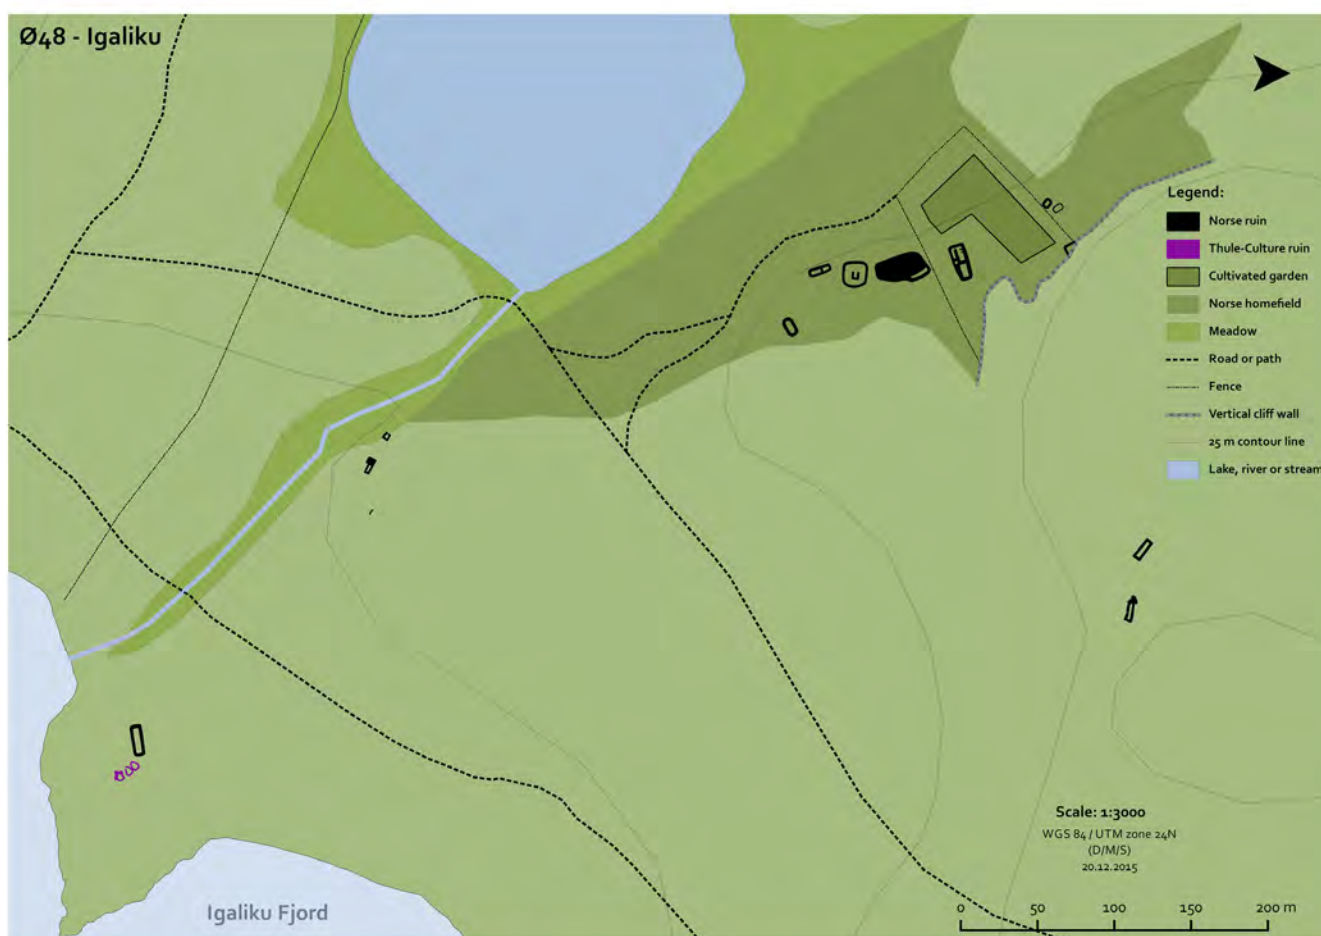 Ø48 - Igaliku
Legend:
Norse ruin
Thule-Culture ruin
Cultivated garden
Norse homefield
Meadow
Road or path
Fence
Vertical cliff wall
25 m contour line
Lake, river or stream
Scale: 1:3000
WGS 84 / UTM zone 24N
(D/M/S)
20.12.2015
0 50 100 150 200 m
Igaliku Fjord